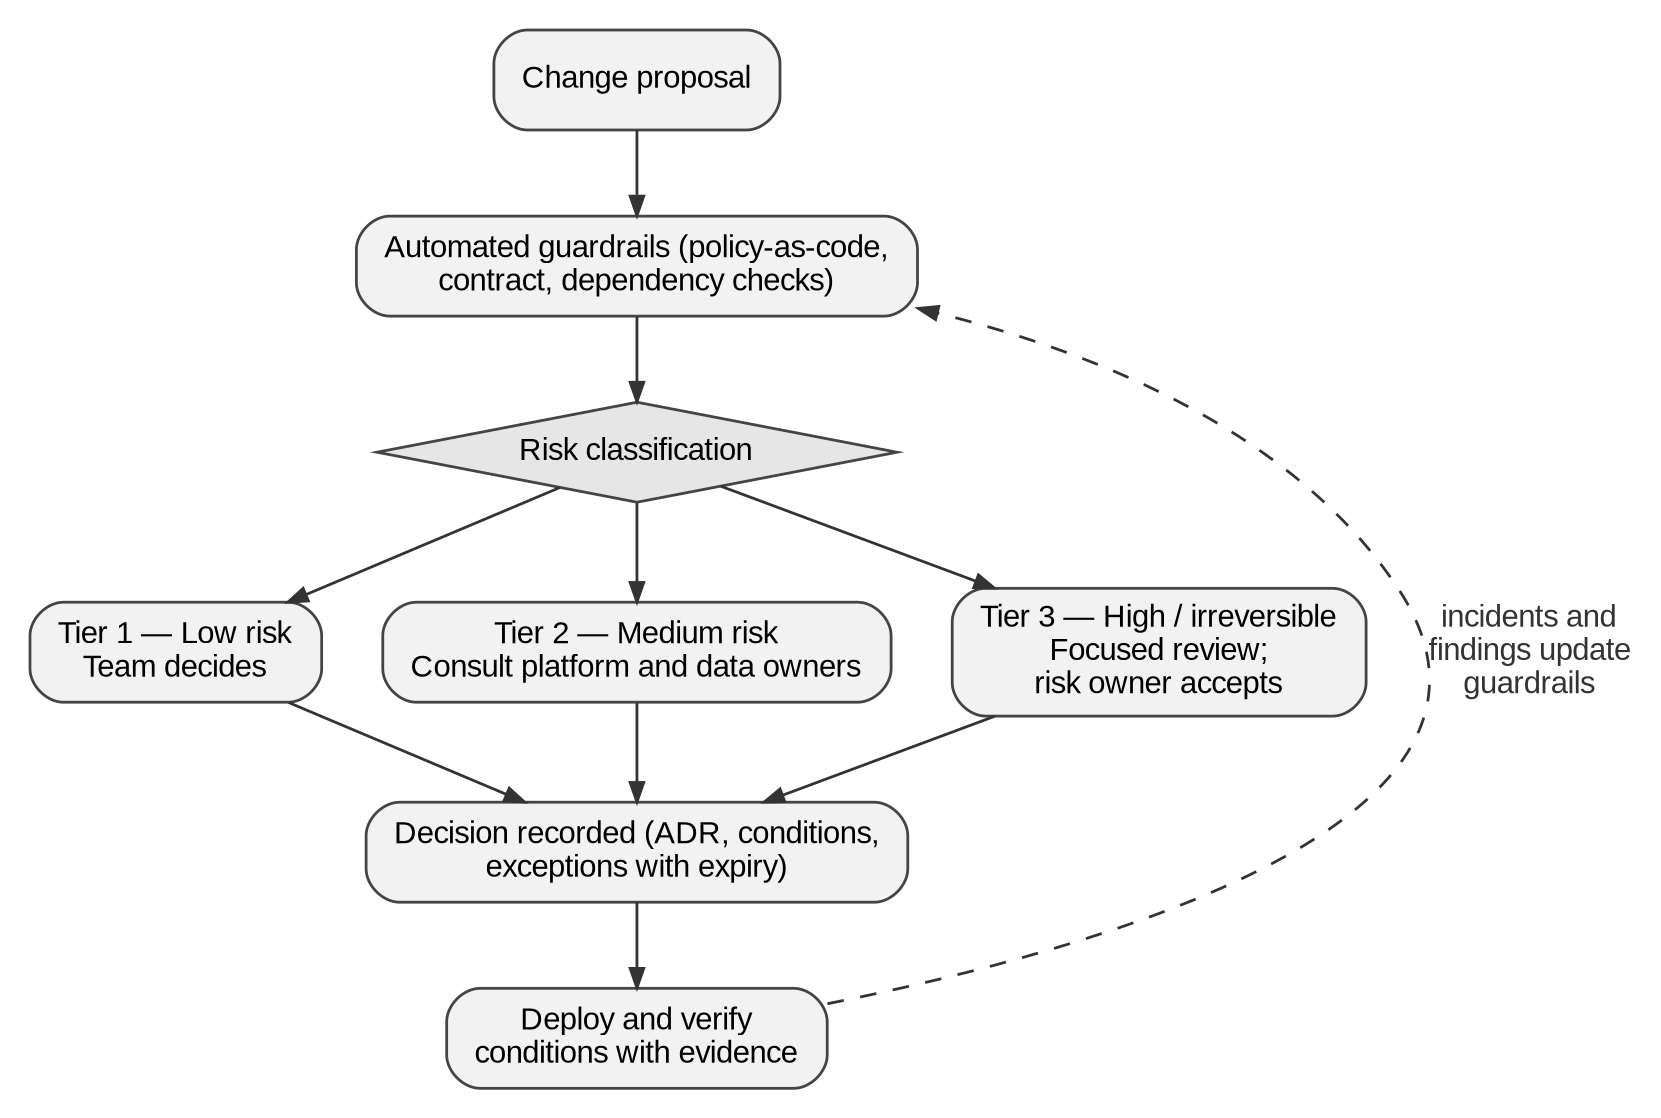 Change proposal
Automated guardrails (policy-as-code,
contract, dependency checks)
Risk classification
Tier 1 — Low risk
Team decides
Tier 2 — Medium risk
Consult platform and data owners
Tier 3 — High / irreversible
Focused review;
risk owner accepts
incidents and
findings update
guardrails
Decision recorded (ADR, conditions,
exceptions with expiry)
Deploy and verify
conditions with evidence